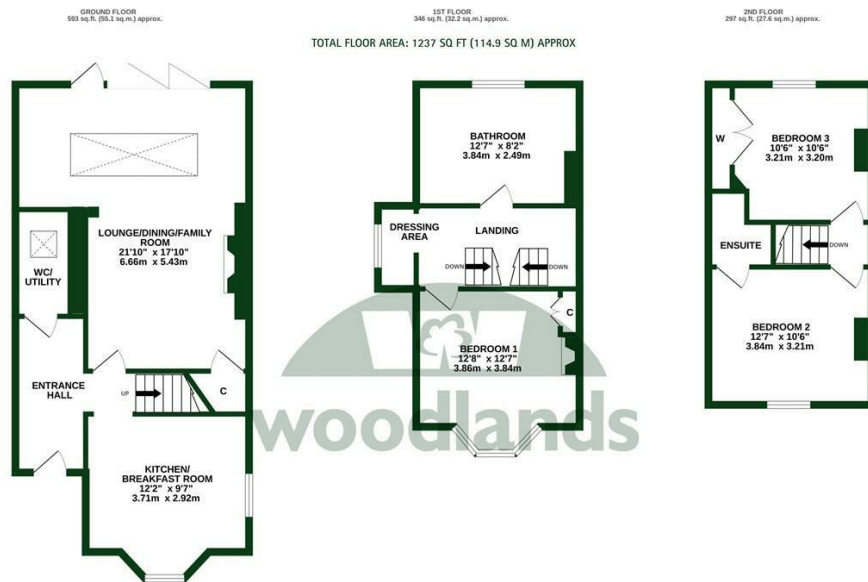 GROUND FLOOR
593 sq.ft. (55.1 sq.m.) approx.
1ST FLOOR
346 sq.ft. (32.2 sq.m.) approx.
2ND FLOOR
297 sq.ft. (27.6 sq.m.) approx.
TOTAL FLOOR AREA: 1237 SQ FT (114.9 SQ M) APPROX
LOUNGE/DINING/FAMILY
ROOM
21'10" x 17'10"
6.66m x 5.43m
WC/
UTILITY
ENTRANCE
HALL
UP
C
KITCHEN/
BREAKFAST ROOM
12'2" x 9'7"
3.71m x 2.92m
BATHROOM
12'7" x 8'2"
3.84m x 2.49m
DRESSING
AREA
LANDING
DOWN
DOWN
C
BEDROOM 1
12'8" x 12'7"
3.86m x 3.84m
W
BEDROOM 3
10'6" x 10'6"
3.21m x 3.20m
ENSUITE
DOWN
BEDROOM 2
12'7" x 10'6"
3.84m x 3.21m
woodlands